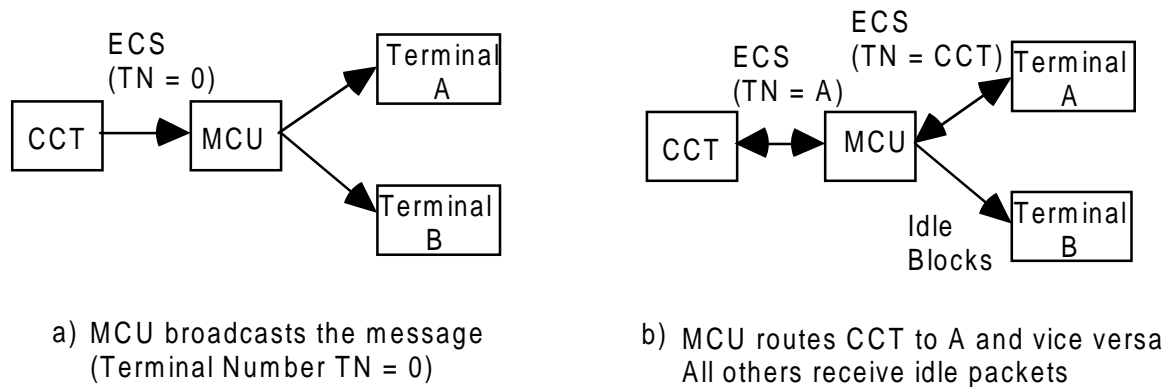 ECS
(TN = 0)
CCT
MCU
Terminal
A
Terminal
B
a) MCU broadcasts the message
(Terminal Number TN = 0)
ECS
(TN = A)
ECS
(TN = CCT)
CCT
MCU
Terminal
A
Terminal
B
Idle
Blocks
b) MCU routes CCT to A and vice versa
All others receive idle packets